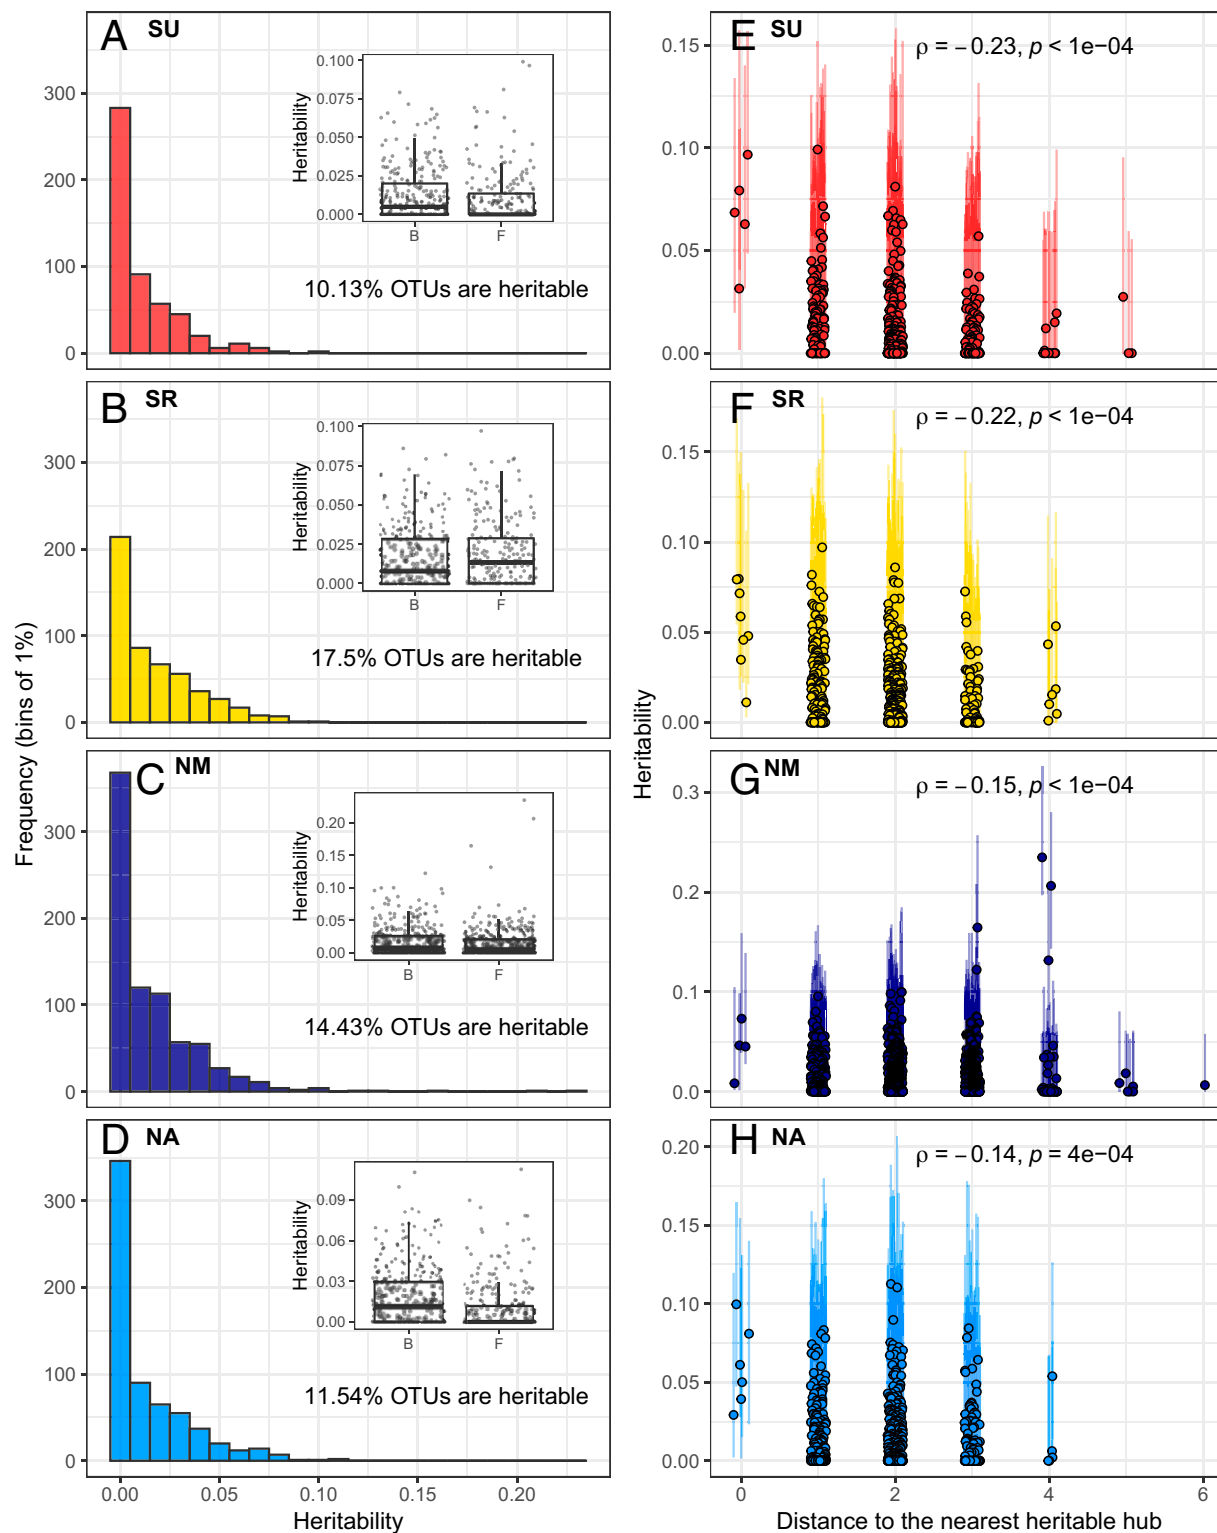 A SU
300
200
100
0
Heritability
0.100
0.075
0.050
0.025
0.000
B F
10.13% OTUs are heritable
B SR
300
200
100
0
Heritability
0.100
0.075
0.050
0.025
0.000
B F
17.5% OTUs are heritable
C NM
300
200
100
0
Heritability
0.20
0.15
0.10
0.05
0.00
B F
14.43% OTUs are heritable
D NA
300
200
100
0
Heritability
0.09
0.06
0.03
0.00
B F
11.54% OTUs are heritable
0.00 0.05 0.10 0.15 0.20
Heritability
Frequency (bins of 1%)
E SU
ρ = −0.23, p < 1e−04
0.15
0.10
0.05
0.00
F SR
ρ = −0.22, p < 1e−04
0.15
0.10
0.05
0.00
G NM
ρ = −0.15, p < 1e−04
0.3
0.2
0.1
0.0
H NA
ρ = −0.14, p = 4e−04
0.20
0.15
0.10
0.05
0.00
0 2 4 6
Distance to the nearest heritable hub
Heritability